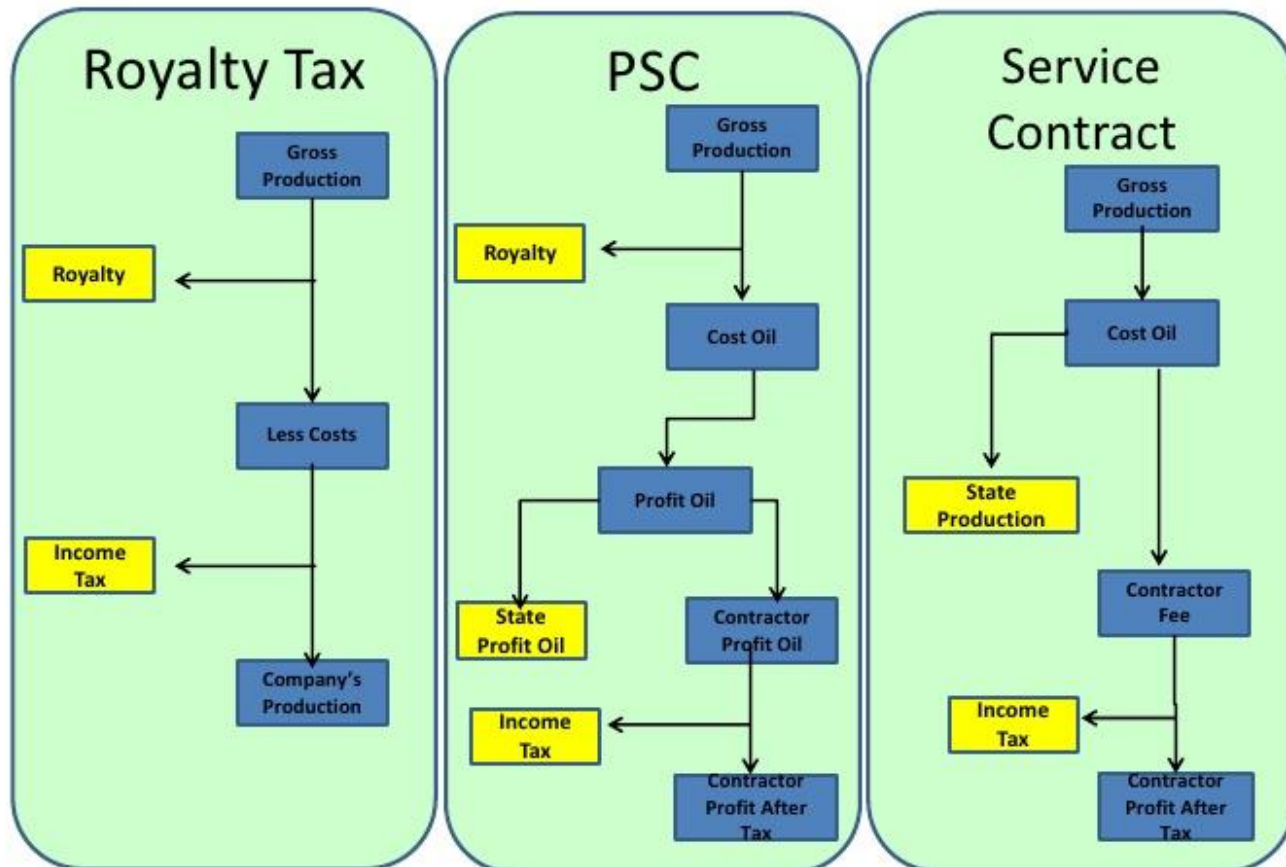 Royalty Tax
Gross
Production
Royalty
Less Costs
Income
Tax
Company's
Production
PSC
Gross
Production
Royalty
Cost Oil
Profit Oil
State
Profit Oil
Contractor
Profit Oil
Income
Tax
Contractor
Profit After
Tax
Service
Contract
Gross
Production
Cost Oil
State
Production
Contractor
Fee
Income
Tax
Contractor
Profit After
Tax